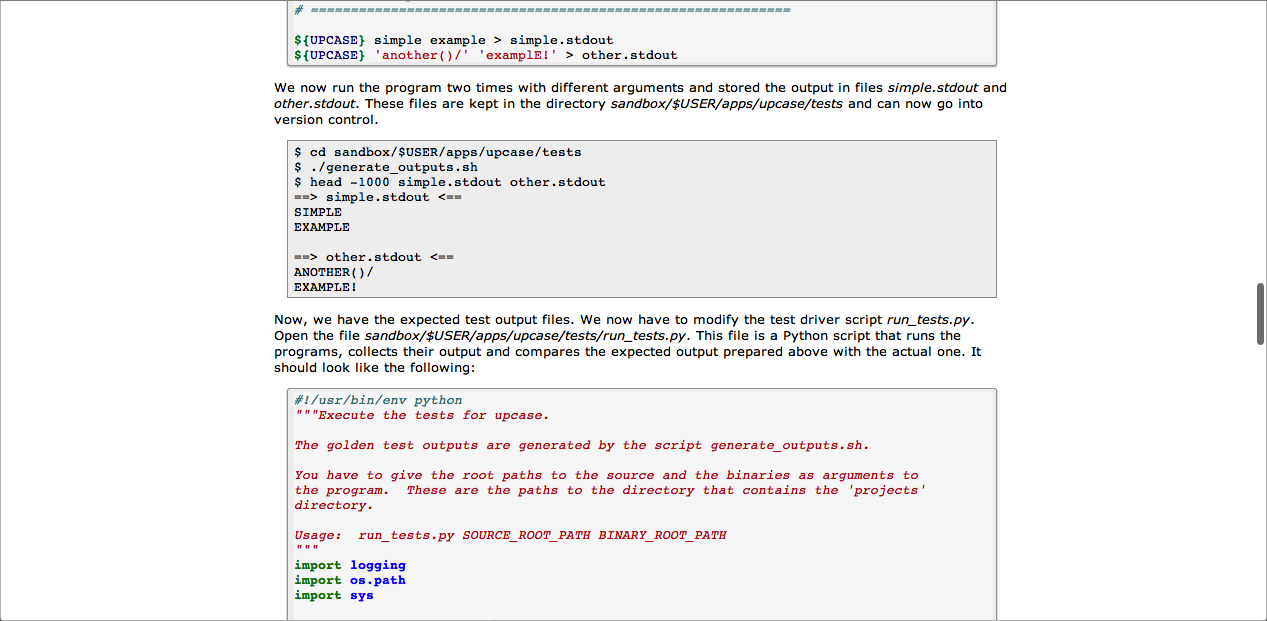 # ============================================================
${UPCASE} simple example > simple.stdout
${UPCASE} 'another()/' 'examplE!' > other.stdout
We now run the program two times with different arguments and stored the output in files simple.stdout and
other.stdout. These files are kept in the directory sandbox/$USER/apps/upcase/tests and can now go into
version control.
$ cd sandbox/$USER/apps/upcase/tests
$ ./generate_outputs.sh
$ head -1000 simple.stdout other.stdout
==> simple.stdout <==
SIMPLE
EXAMPLE
==> other.stdout <==
ANOTHER()/
EXAMPLE!
Now, we have the expected test output files. We now have to modify the test driver script run_tests.py.
Open the file sandbox/$USER/apps/upcase/tests/run_tests.py. This file is a Python script that runs the
programs, collects their output and compares the expected output prepared above with the actual one. It
should look like the following:
#!/usr/bin/env python
"""Execute the tests for upcase.
The golden test outputs are generated by the script generate_outputs.sh.
You have to give the root paths to the source and the binaries as arguments to
the program.  These are the paths to the directory that contains the 'projects'
directory.
Usage:  run_tests.py SOURCE_ROOT_PATH BINARY_ROOT_PATH
"""
import logging
import os.path
import sys